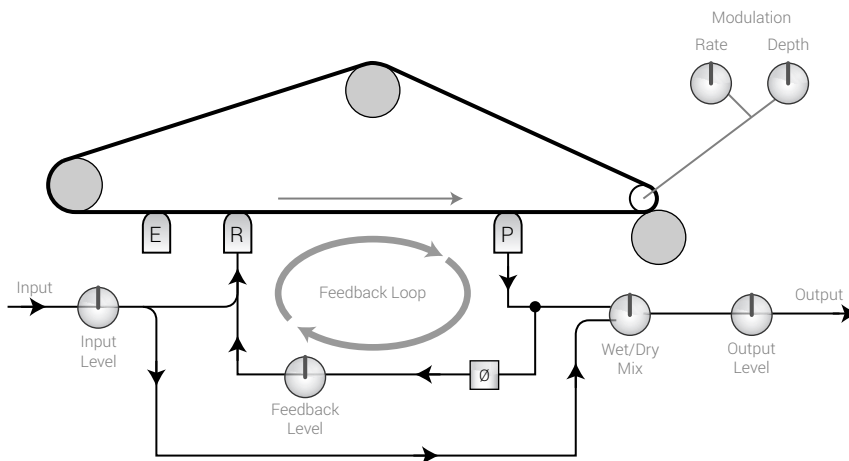 Modulation
Rate
Depth
E
R
P
Input
Feedback Loop
Output
Input
Level
Wet/Dry
Mix
Output
Level
Ø
Feedback
Level